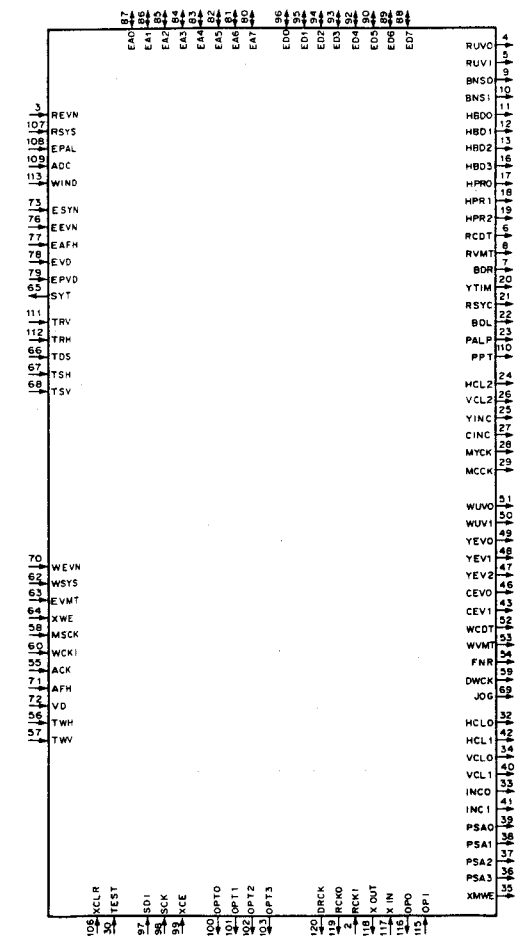 87 86 85 84 83 82 81 80 96 95 94 93 92 90 89 88
EA0 EA1 EA2 EA3 EA4 EA5 EA6 EA7 ED0 ED1 ED2 ED3 ED4 ED5 ED6 ED7
RUV0 4
RUV1 5
BNS0 9
BNS1 10
3 REVN
HBD0 11
107 RSYS
HBD1 12
108 EPAL
HBD2 13
109 ADC
HBD3 16
113 WIND
HPR0 17
HPR1 18
73 ESYN
HPR2 19
76 EEVN
RCDT 6
77 EAFH
RVMT 8
78 EVD
BDR 7
79 EPVD
YTIM 20
65 SYT
RSYC 21
111 TRV
BDL 22
112 TRH
PALP 23
66 TDS
PPT 110
67 TSH
HCL2 24
68 TSV
VCL2 26
YINC 25
CINC 27
MYCK 28
MCCK 29
WUV0 51
WUV1 50
YEV0 49
YEV1 48
70 WEVN
YEV2 47
62 WSYS
CEV0 46
63 EVMT
CEV1 43
64 XWE
WCDT 52
58 MSCK
WVMT 53
60 WCKI
FNR 54
55 ACK
DWCK 59
71 AFH
JOG 69
72 VD
HCL0 32
56 TWH
HCL1 42
57 TWV
VCL0 34
VCL1 40
INC0 33
INC1 41
PSA0 39
PSA1 38
PSA2 37
PSA3 36
XMWE 35
XCLR TEST SDI SCK XCE OPT0 OPT1 OPT2 OPT3 DRCK RCKO RCKI X OUT X IN OPO OPI
106 30 97 98 99 100 101 102 103 120 119 2 118 117 116 115